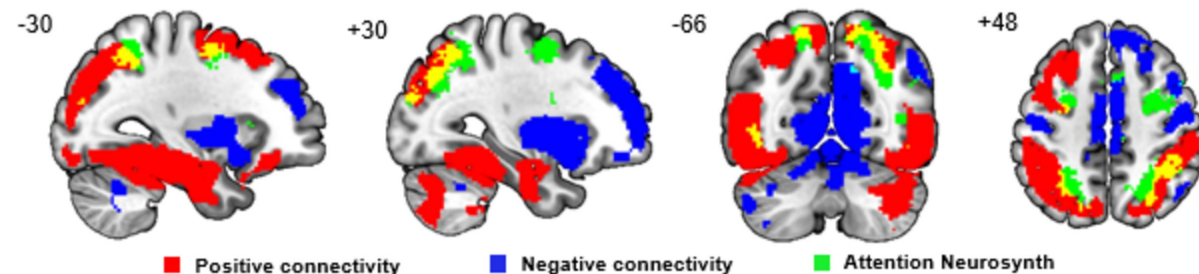 -30
+30
-66
+48
Positive connectivity
Negative connectivity
Attention Neurosynth